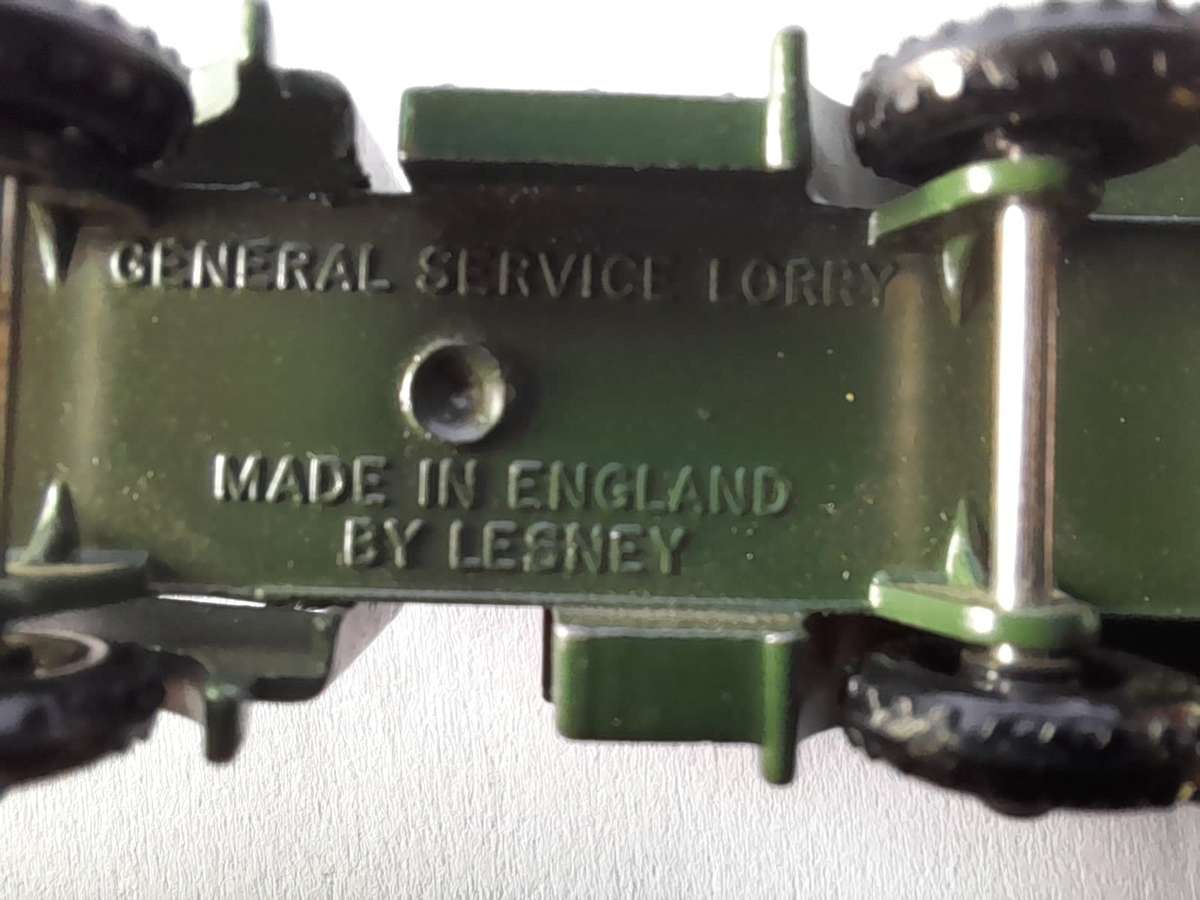 GENERAL SERVICE LORRY
MADE IN ENGLAND
BY LESNEY